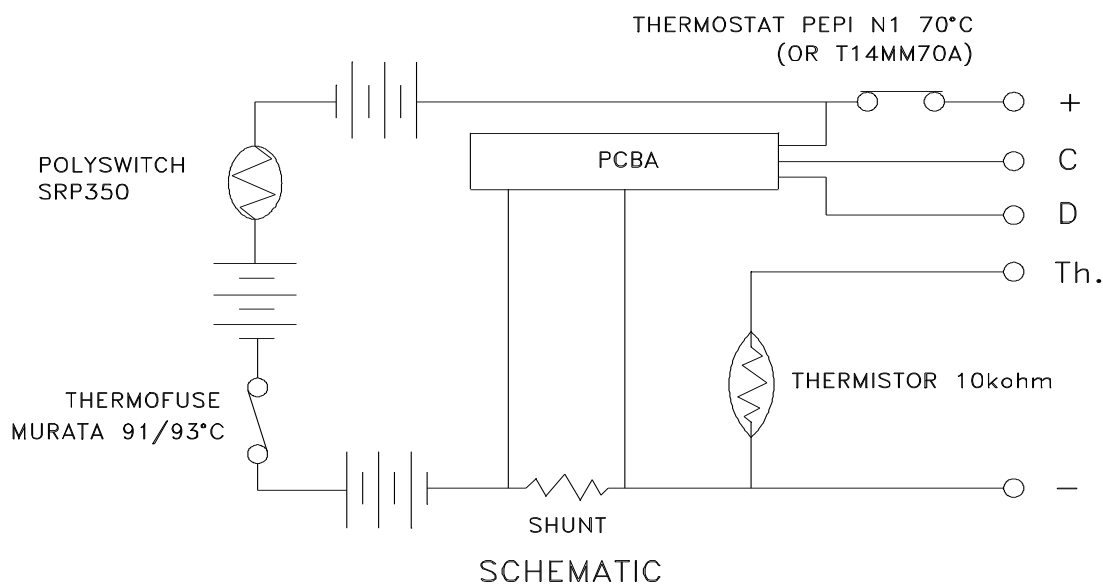 THERMOSTAT PEPI N1 70°C
(OR T14MM70A)
+
POLYSWITCH
SRP350
PCBA
C
D
Th.
THERMISTOR 10kohm
THERMOFUSE
MURATA 91/93°C
SHUNT
−
SCHEMATIC